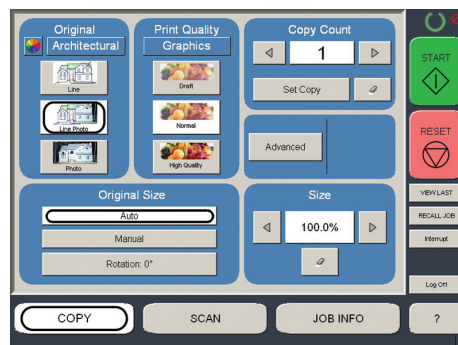 Original
Architectural
Line
Line Photo
Photo
Print Quality
Graphics
Draft
Normal
High Quality
Copy Count
1
Set Copy
Advanced
Original Size
Auto
Manual
Rotation: 0°
Size
100.0%
START
RESET
VIEW LAST
RECALL JOB
Interrupt
Log Off
COPY
SCAN
JOB INFO
?